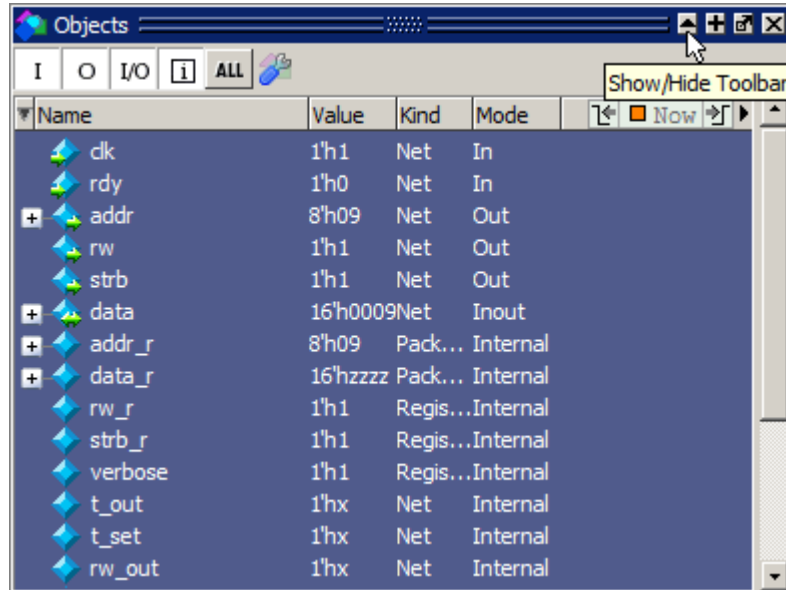 Objects
I O I/O i ALL
Show/Hide Toolbar
Name Value Kind Mode Now
clk 1'h1 Net In
rdy 1'h0 Net In
addr 8'h09 Net Out
rw 1'h1 Net Out
strb 1'h1 Net Out
data 16'h0009 Net Inout
addr_r 8'h09 Pack... Internal
data_r 16'hzzzz Pack... Internal
rw_r 1'h1 Regis... Internal
strb_r 1'h1 Regis... Internal
verbose 1'h1 Regis... Internal
t_out 1'hx Net Internal
t_set 1'hx Net Internal
rw_out 1'hx Net Internal